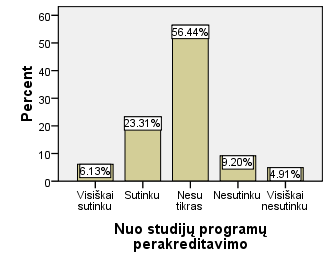 60
50
40
30
20
10
0
Percent
6.13%
23.31%
56.44%
9.20%
4.91%
Visiškai
sutinku
Sutinku
Nesu
tikras
Nesutinku
Visiškai
nesutinku
Nuo studijų programų
perakreditavimo